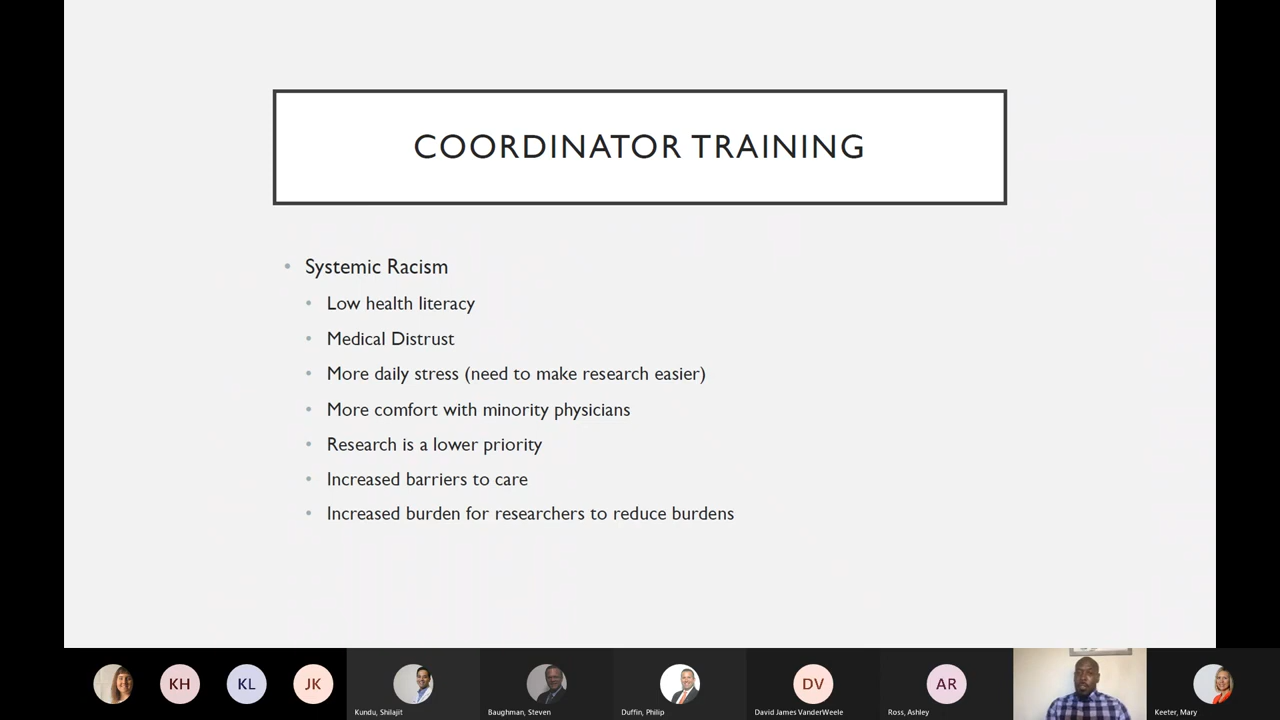 COORDINATOR TRAINING
• Systemic Racism
• Low health literacy
• Medical Distrust
• More daily stress (need to make research easier)
• More comfort with minority physicians
• Research is a lower priority
• Increased barriers to care
• Increased burden for researchers to reduce burdens
KH
KL
JK
Kundu, Shilajit
Baughman, Steven
Duffin, Philip
DV
David James VanderWeele
AR
Ross, Ashley
Keeter, Mary